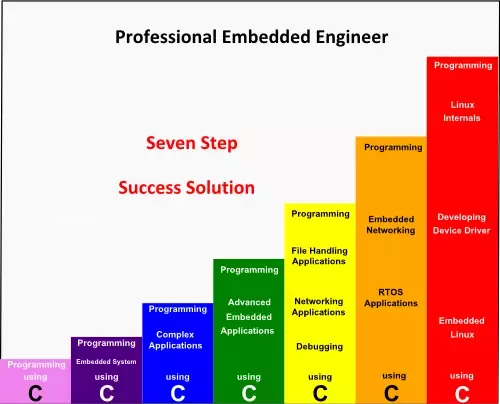 Professional Embedded Engineer
Seven Step
Success Solution
Programming
using
C
Programming
Embedded System
using
C
Programming
Complex
Applications
using
C
Programming
Advanced
Embedded
Applications
using
C
Programming
File Handling
Applications
Networking
Applications
Debugging
using
C
Programming
Embedded
Networking
RTOS
Applications
using
C
Programming
Linux
Internals
Developing
Device Driver
Embedded
Linux
using
C